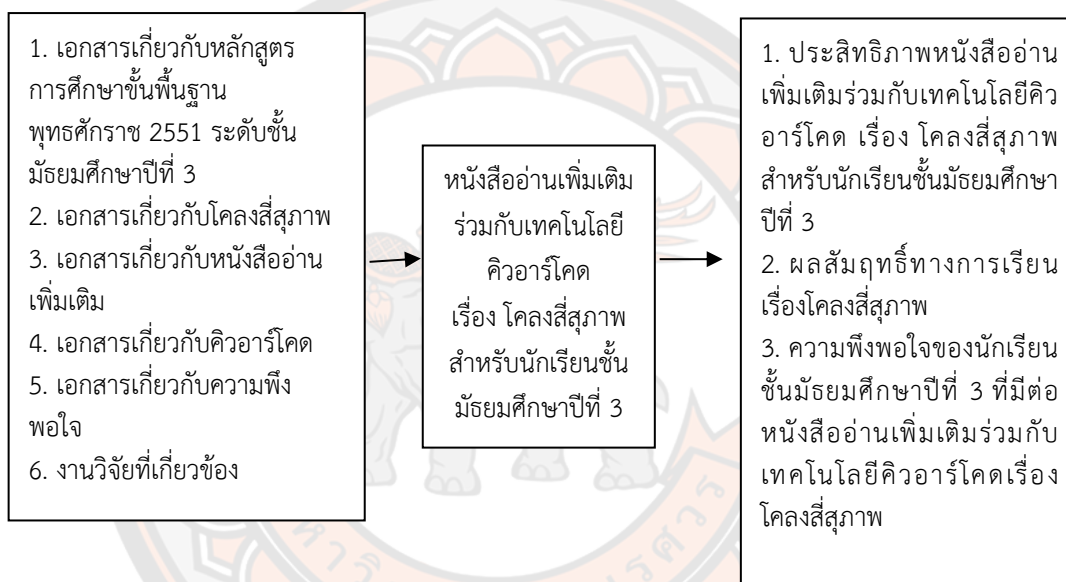 1. เอกสารเกี่ยวกับหลักสูตร
การศึกษาขั้นพื้นฐาน
พุทธศักราช 2551 ระดับชั้น
มัธยมศึกษาปีที่ 3
2. เอกสารเกี่ยวกับโคลงสี่สุภาพ
3. เอกสารเกี่ยวกับหนังสืออ่าน
เพิ่มเติม
4. เอกสารเกี่ยวกับคิวอาร์โคด
5. เอกสารเกี่ยวกับความพึง
พอใจ
6. งานวิจัยที่เกี่ยวข้อง
หนังสืออ่านเพิ่มเติม
ร่วมกับเทคโนโลยี
คิวอาร์โคด
เรื่อง โคลงสี่สุภาพ
สำหรับนักเรียนชั้น
มัธยมศึกษาปีที่ 3
1. ประสิทธิภาพหนังสืออ่าน
เพิ่มเติมร่วมกับเทคโนโลยีคิว
อาร์โคด เรื่อง โคลงสี่สุภาพ
สำหรับนักเรียนชั้นมัธยมศึกษา
ปีที่ 3
2. ผลสัมฤทธิ์ทางการเรียน
เรื่องโคลงสี่สุภาพ
3. ความพึงพอใจของนักเรียน
ชั้นมัธยมศึกษาปีที่ 3 ที่มีต่อ
หนังสืออ่านเพิ่มเติมร่วมกับ
เทคโนโลยีคิวอาร์โคดเรื่อง
โคลงสี่สุภาพ